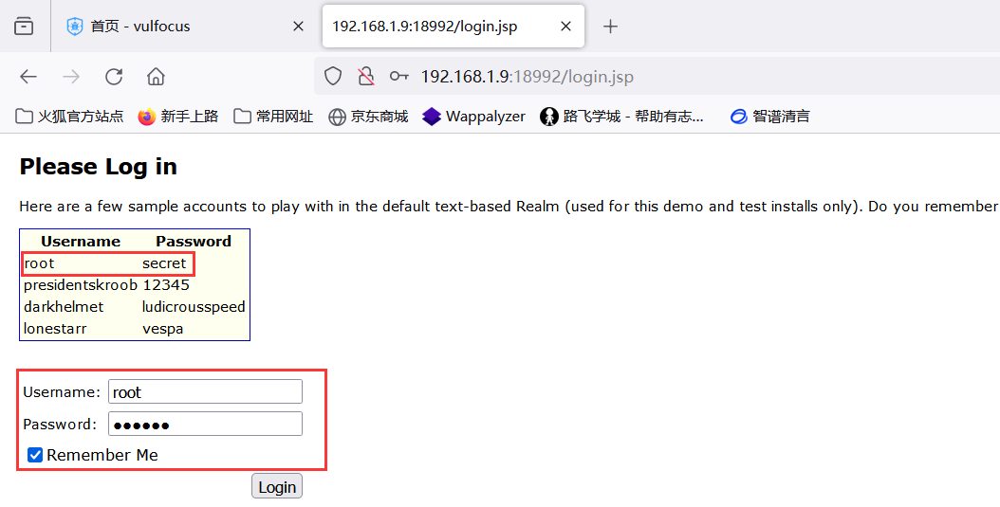 首页 - vulfocus
192.168.1.9:18992/login.jsp
192.168.1.9:18992/login.jsp
火狐官方站点 新手上路 常用网址 京东商城 Wappalyzer 路飞学城 - 帮助有志... 智谱清言
Please Log in
Here are a few sample accounts to play with in the default text-based Realm (used for this demo and test installs only). Do you remember
Username Password
root secret
presidentskroob 12345
darkhelmet ludicrousspeed
lonestarr vespa
Username: root
Password: ●●●●●●
Remember Me
Login